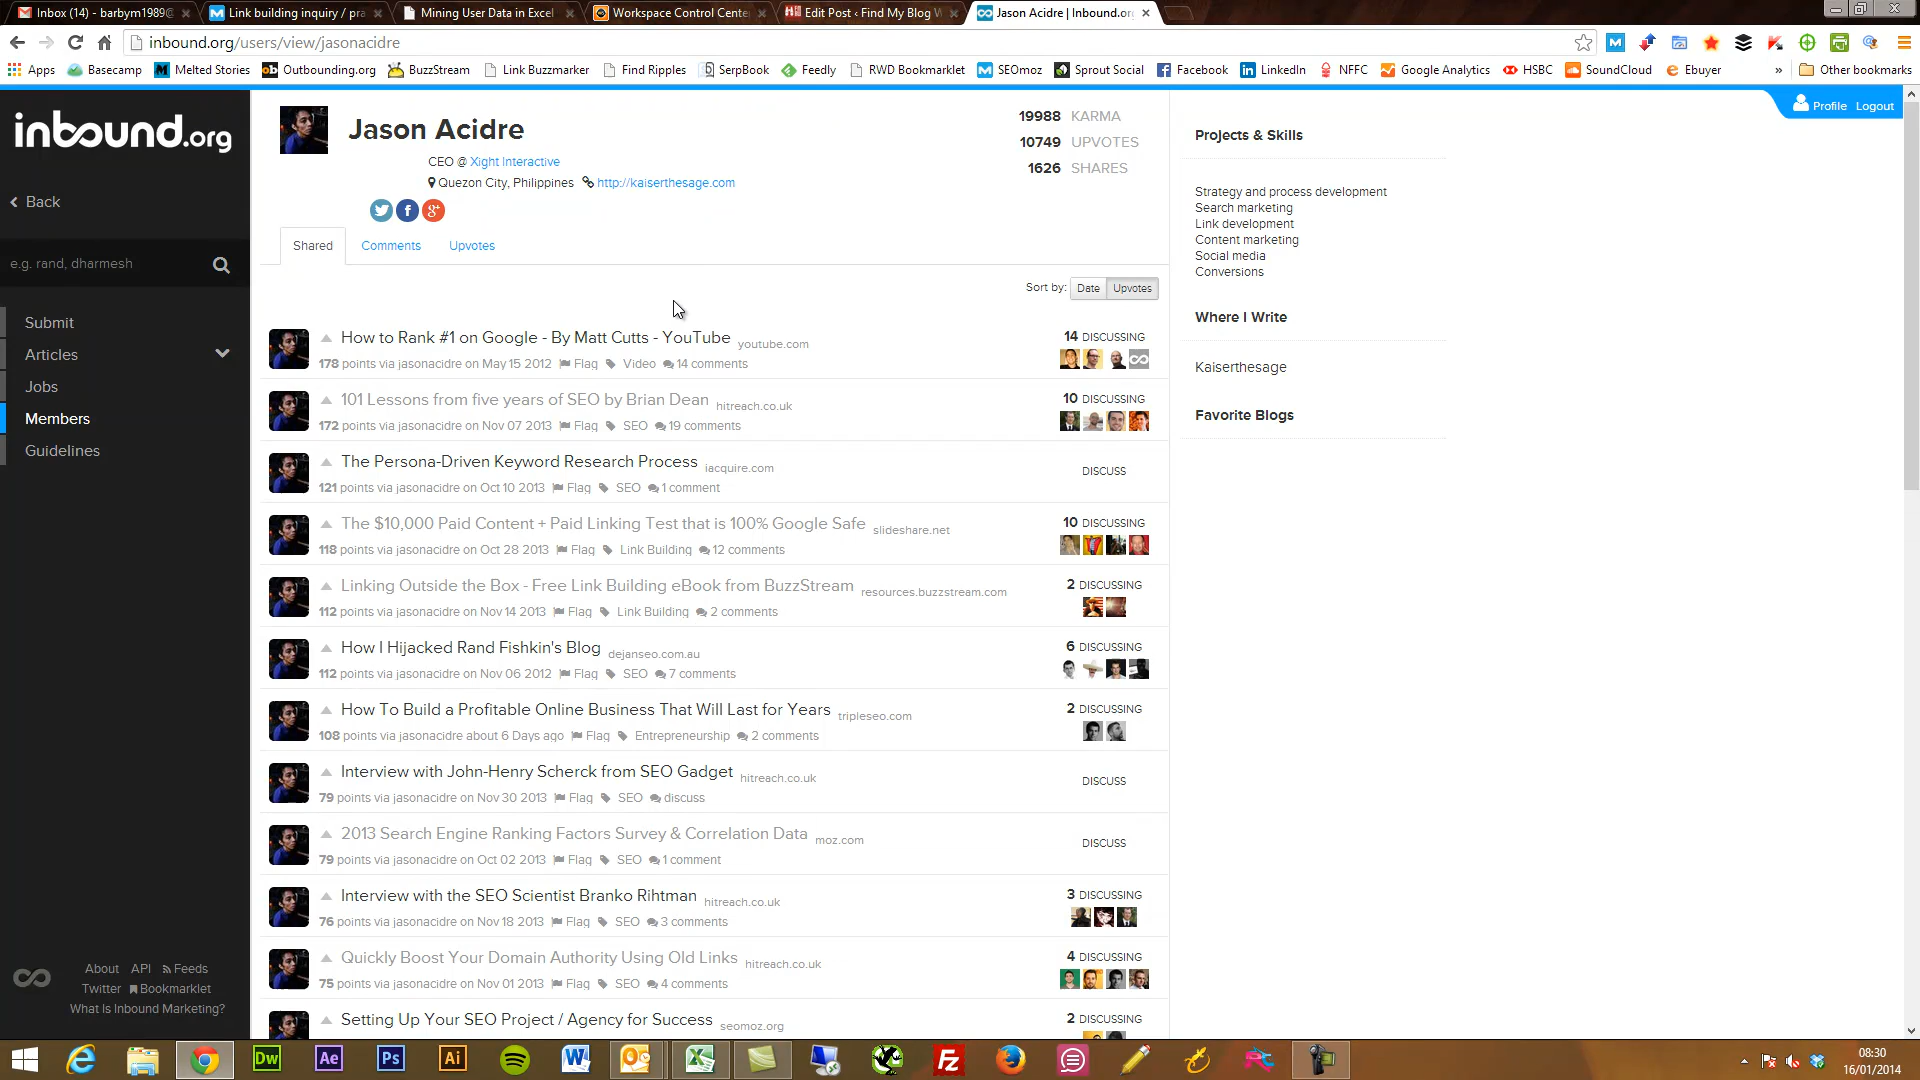 Inbox (14) - barbym1989@
Link building inquiry / pra
Mining User Data in Excel
Workspace Control Cente
Edit Post ‹ Find My Blog W
Jason Acidre | Inbound.or
inbound.org/users/view/jasonacidre
Apps
Basecamp
Melted Stories
Outbounding.org
BuzzStream
Link Buzzmarker
Find Ripples
SerpBook
Feedly
RWD Bookmarklet
SEOmoz
Sprout Social
Facebook
LinkedIn
NFFC
Google Analytics
HSBC
SoundCloud
Ebuyer
»
Other bookmarks
inbound.org
Back
e.g. rand, dharmesh
Submit
Articles
Jobs
Members
Guidelines
About API Feeds
Twitter Bookmarklet
What Is Inbound Marketing?
Jason Acidre
CEO @ Xight Interactive
Quezon City, Philippines http://kaiserthesage.com
19988 KARMA
10749 UPVOTES
1626 SHARES
Shared Comments Upvotes
Sort by: Date Upvotes
How to Rank #1 on Google - By Matt Cutts - YouTube youtube.com
178 points via jasonacidre on May 15 2012 Flag Video 14 comments
14 DISCUSSING
101 Lessons from five years of SEO by Brian Dean hitreach.co.uk
172 points via jasonacidre on Nov 07 2013 Flag SEO 19 comments
10 DISCUSSING
The Persona-Driven Keyword Research Process iacquire.com
121 points via jasonacidre on Oct 10 2013 Flag SEO 1 comment
DISCUSS
The $10,000 Paid Content + Paid Linking Test that is 100% Google Safe slideshare.net
118 points via jasonacidre on Oct 28 2013 Flag Link Building 12 comments
10 DISCUSSING
Linking Outside the Box - Free Link Building eBook from BuzzStream resources.buzzstream.com
112 points via jasonacidre on Nov 14 2013 Flag Link Building 2 comments
2 DISCUSSING
How I Hijacked Rand Fishkin's Blog dejanseo.com.au
112 points via jasonacidre on Nov 06 2012 Flag SEO 7 comments
6 DISCUSSING
How To Build a Profitable Online Business That Will Last for Years tripleseo.com
108 points via jasonacidre about 6 Days ago Flag Entrepreneurship 2 comments
2 DISCUSSING
Interview with John-Henry Scherck from SEO Gadget hitreach.co.uk
79 points via jasonacidre on Nov 30 2013 Flag SEO discuss
DISCUSS
2013 Search Engine Ranking Factors Survey & Correlation Data moz.com
79 points via jasonacidre on Oct 02 2013 Flag SEO 1 comment
DISCUSS
Interview with the SEO Scientist Branko Rihtman hitreach.co.uk
76 points via jasonacidre on Nov 18 2013 Flag SEO 3 comments
3 DISCUSSING
Quickly Boost Your Domain Authority Using Old Links hitreach.co.uk
75 points via jasonacidre on Nov 01 2013 Flag SEO 4 comments
4 DISCUSSING
Setting Up Your SEO Project / Agency for Success seomoz.org
2 DISCUSSING
Profile Logout
Projects & Skills
Strategy and process development
Search marketing
Link development
Content marketing
Social media
Conversions
Where I Write
Kaiserthesage
Favorite Blogs
Dw
Ae
Ps
Ai
08:30
16/01/2014